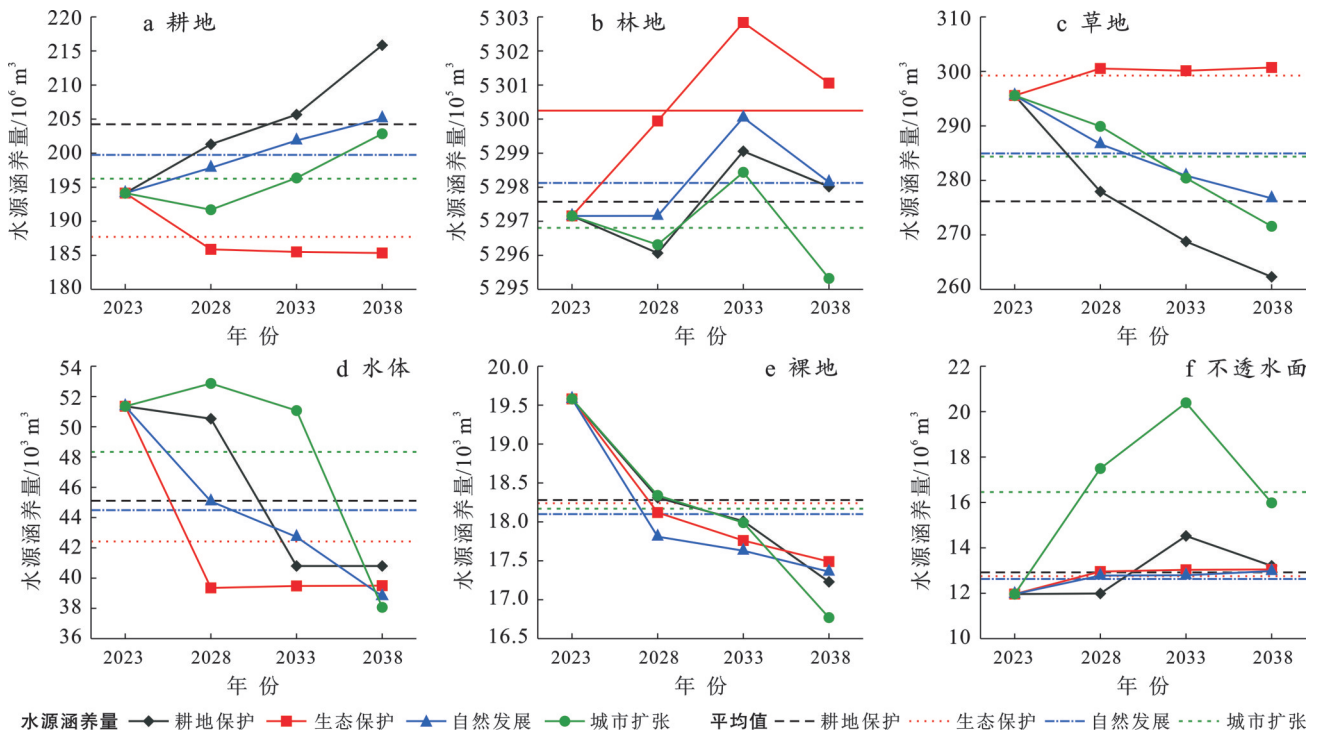 a 耕地
水源涵养量/10⁶ m³
220
215
210
205
200
195
190
185
180
2023 2028 2033 2038
年 份
b 林地
水源涵养量/10⁵ m³
5 303
5 302
5 301
5 300
5 299
5 298
5 297
5 296
5 295
2023 2028 2033 2038
年 份
c 草地
水源涵养量/10⁶ m³
310
300
290
280
270
260
2023 2028 2033 2038
年 份
d 水体
水源涵养量/10³ m³
54
52
50
48
46
44
42
40
38
36
2023 2028 2033 2038
年 份
e 裸地
水源涵养量/10³ m³
20.0
19.5
19.0
18.5
18.0
17.5
17.0
16.5
2023 2028 2033 2038
年 份
f 不透水面
水源涵养量/10⁶ m³
22
20
18
16
14
12
10
2023 2028 2033 2038
年 份
水源涵养量 耕地保护 生态保护 自然发展 城市扩张 平均值 耕地保护 生态保护 自然发展 城市扩张